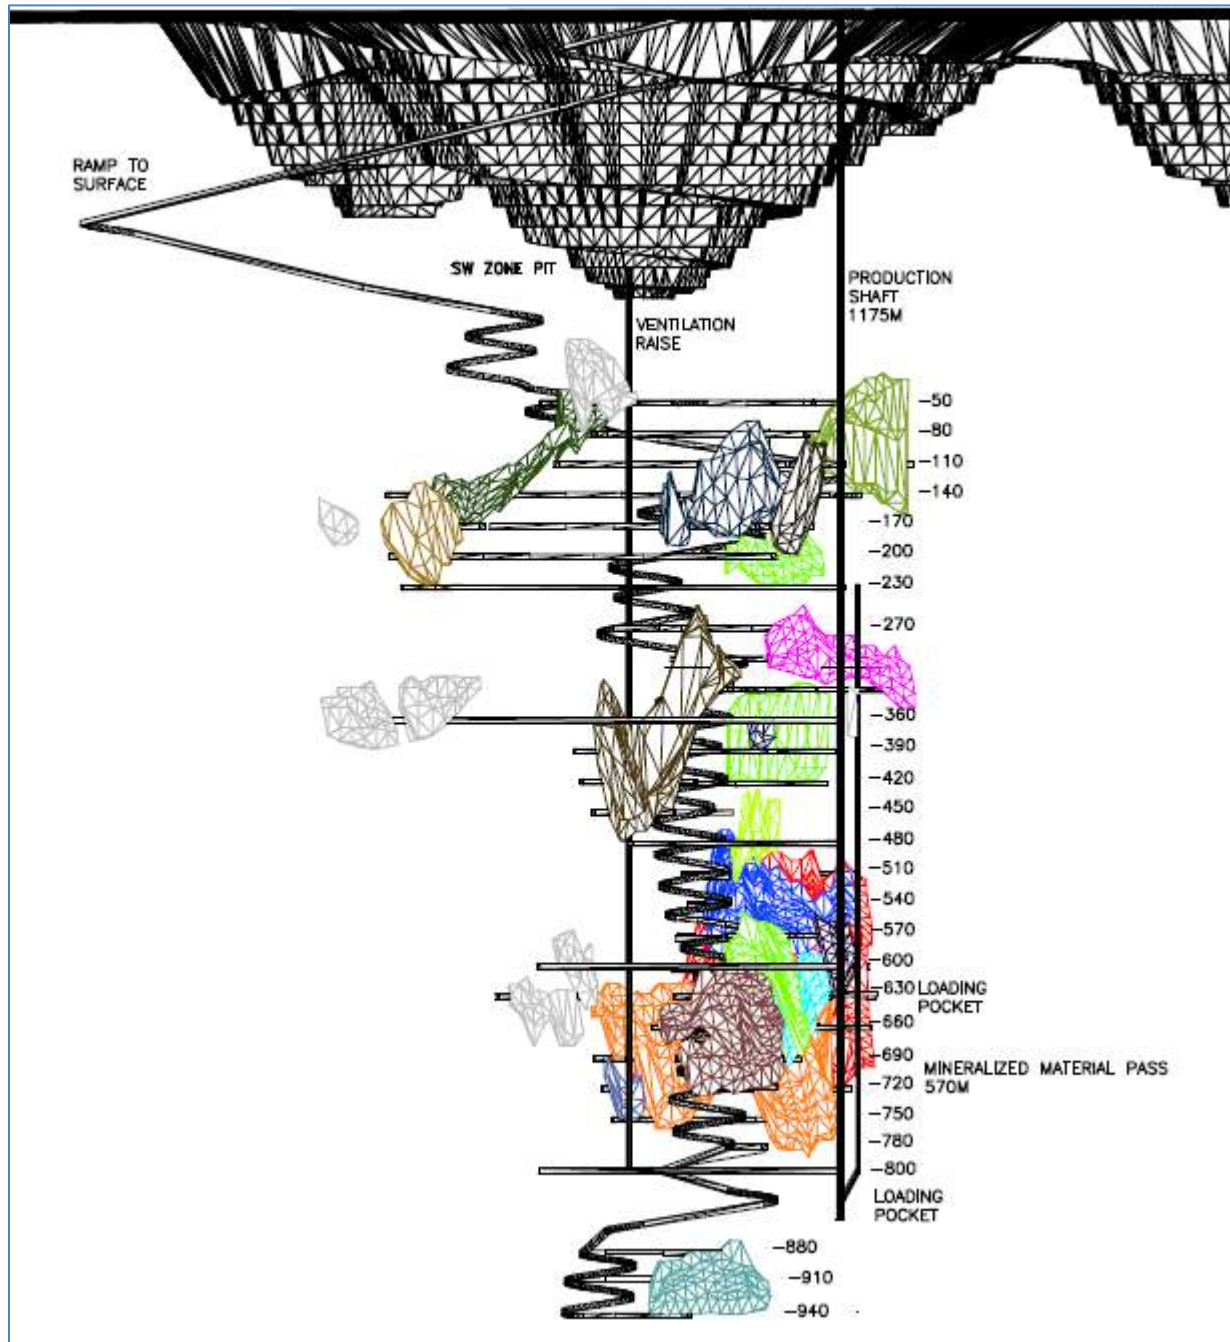 RAMP TO
SURFACE
SW ZONE PIT
PRODUCTION
SHAFT
1175M
VENTILATION
RAISE
-50
-80
-110
-140
-170
-200
-230
-270
-360
-390
-420
-450
-480
-510
-540
-570
-600
-630
LOADING
POCKET
-660
-690
MINERALIZED MATERIAL PASS
570M
-720
-750
-780
-800
LOADING
POCKET
-880
-910
-940